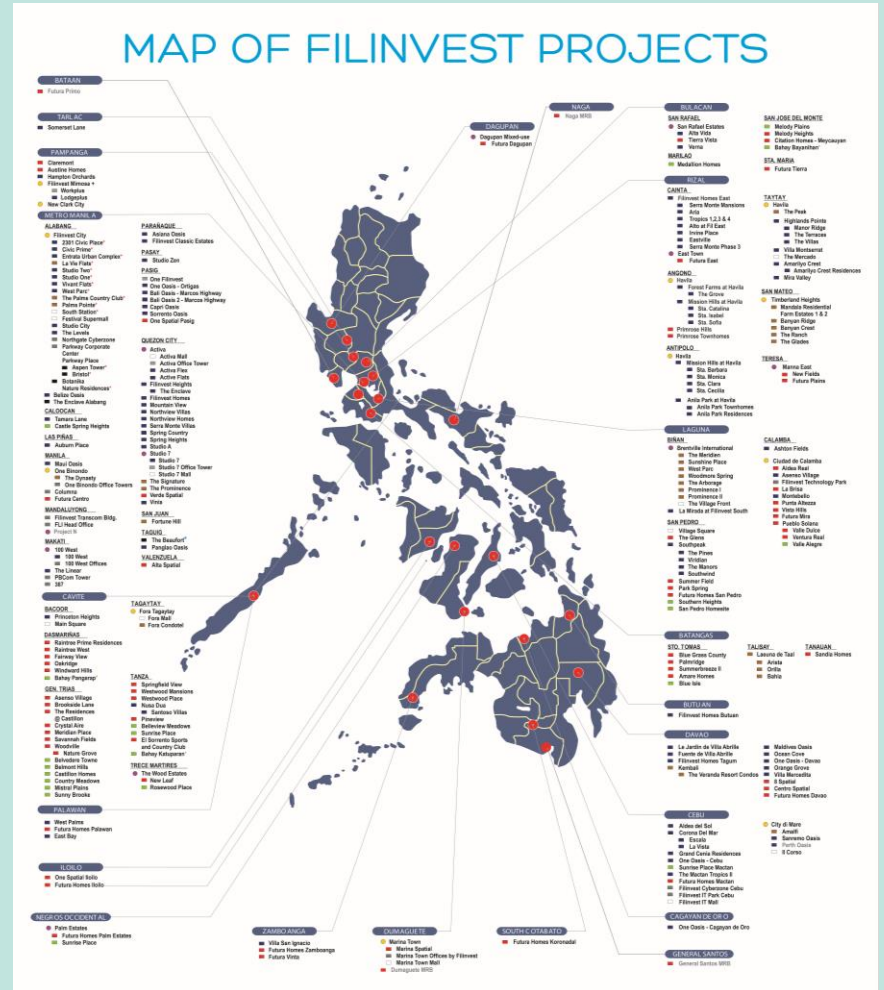 MAP OF FILINVEST PROJECTS
BATAAN
Futura Primo
TARLAC
Somerset Lane
PAMPANGA
Claremont
Austine Homes
Hampton Orchards
Filinvest Mimosa +
Workplus
Lodgeplus
New Clark City
METRO MANILA
ALABANG
Filinvest City
2301 Civic Place*
Civic Prime*
Entrata Urban Complex*
La Vie Flats*
Studio Two*
Studio One*
Vivant Flats*
West Parc*
The Palms Country Club*
Palms Pointe*
South Station*
Festival Supermall
Studio City
The Levels
Northgate Cyberzone
Parkway Corporate
Center
Parkway Place
Aspen Tower*
Bristol*
Botanika
Nature Residences*
Belize Oasis
The Enclave Alabang
CALOOCAN
Tamara Lane
Castle Spring Heights
LAS PIÑAS
Auburn Place
MANILA
Maui Oasis
One Binondo
The Dynasty
One Binondo Office Towers
Columna
Futura Centro
MANDALUYONG
Filinvest Transcom Bldg.
FLI Head Office
Project N
MAKATI
100 West
100 West
100 West Offices
The Linear
PBCom Tower
387
PARAÑAQUE
Asiana Oasis
Filinvest Classic Estates
PASAY
Studio Zen
PASIG
One Filinvest
One Oasis - Ortigas
Bali Oasis - Marcos Highway
Bali Oasis 2 - Marcos Highway
Capri Oasis
Sorrento Oasis
One Spatial Pasig
QUEZON CITY
Activa
Activa Mall
Activa Office Tower
Activa Flex
Activa Flats
Filinvest Heights
The Enclave
Filinvest Homes
Mountain View
Northview Villas
Northview Homes
Serra Monte Villas
Spring Country
Spring Heights
Studio A
Studio 7
Studio 7
Studio 7 Office Tower
Studio 7 Mall
The Signature
The Prominence
Verde Spatial
Vinia
SAN JUAN
Fortune Hill
TAGUIG
The Beaufort*
Panglao Oasis
VALENZUELA
Alta Spatial
CAVITE
BACOOR
Princeton Heights
Main Square
DASMARIÑAS
Raintree Prime Residences
Raintree West
Fairway View
Oakridge
Windward Hills
Bahay Pangarap*
GEN. TRIAS
Asenso Village
Brookside Lane
The Residences
@ Castillon
Crystal Aire
Meridian Place
Savannah Fields
Woodville
Nature Grove
Belvedere Towne
Belmont Hills
Castillon Homes
Country Meadows
Mistral Plains
Sunny Brooks
TAGAYTAY
Fora Tagaytay
Fora Mall
Fora Condotel
TANZA
Springfield View
Westwood Mansions
Westwood Place
Nusa Dua
Santoso Villas
Pineview
Belleview Meadows
Sunrise Place
El Sorrento Sports
and Country Club
Bahay Katuparan*
TRECE MARTIRES
The Wood Estates
New Leaf
Rosewood Place
PALAWAN
West Palms
Futura Homes Palawan
East Bay
ILOILO
One Spatial Iloilo
Futura Homes Iloilo
NEGROS OCCIDENTAL
Palm Estates
Futura Homes Palm Estates
Sunrise Place
ZAMBOANGA
Villa San Ignacio
Futura Homes Zamboanga
Futura Vinta
DUMAGUETE
Marina Town
Marina Spatial
Marina Town Offices by Filinvest
Marina Town Mall
Dumaguete MRB
SOUTH COTABATO
Futura Homes Koronadal
DAGUPAN
Dagupan Mixed-use
Futura Dagupan
NAGA
Naga MRB
BULACAN
SAN RAFAEL
San Rafael Estates
Alta Vida
Tierra Vista
Verna
MARILAO
Medallion Homes
SAN JOSE DEL MONTE
Melody Plains
Melody Heights
Citation Homes - Meycauyan
Bahay Bayanihan*
STA. MARIA
Futura Tierra
RIZAL
CAINTA
Filinvest Homes East
Serra Monte Mansions
Aria
Tropics 1,2,3 & 4
Alto at Fil East
Irvine Place
Eastville
Serra Monte Phase 3
East Town
Futura East
ANGONO
Havila
Forest Farms at Havila
The Grove
Mission Hills at Havila
Sta. Catalina
Sta. Isabel
Sta. Sofia
Primrose Hills
Primrose Townhomes
ANTIPOLO
Havila
Mission Hills at Havila
Sta. Barbara
Sta. Monica
Sta. Clara
Sta. Cecilia
Anila Park at Havila
Anila Park Townhomes
Anila Park Residences
TAYTAY
Havila
The Peak
Highlands Points
Manor Ridge
The Terraces
The Villas
Villa Montserrat
The Mercado
Amarilyo Crest
Amarilyo Crest Residences
Mira Valley
SAN MATEO
Timberland Heights
Mandala Residential
Farm Estates 1 & 2
Banyan Ridge
Banyan Crest
The Ranch
The Glades
TERESA
Manna East
New Fields
Futura Plains
LAGUNA
BIÑAN
Brentville International
The Meridien
Sunshine Place
West Parc
Woodmore Spring
The Arborage
Prominence I
Prominence II
The Village Front
La Mirada at Filinvest South
SAN PEDRO
Village Square
The Glens
Southpeak
The Pines
Viridian
The Manors
Southwind
Summer Field
Park Spring
Futura Homes San Pedro
Southern Heights
San Pedro Homesite
CALAMBA
Ashton Fields
Ciudad de Calamba
Aldea Real
Asenso Village
Filinvest Technology Park
La Brisa
Montebello
Punta Altezza
Vista Hills
Futura Mira
Pueblo Solana
Valle Dulce
Ventura Real
Valle Alegre
BATANGAS
STO. TOMAS
Blue Grass County
Palmridge
Summerbreeze II
Amare Homes
Blue Isle
TALISAY
Laeuna de Taal
Arista
Orilla
Bahia
TANAUAN
Sandia Homes
BUTUAN
Filinvest Homes Butuan
DAVAO
La Jardin de Villa Abrille
Fuente de Villa Abrille
Filinvest Homes Tagum
Kembali
The Veranda Resort Condos
Maldives Oasis
Ocean Cove
One Oasis - Davao
Orange Grove
Villa Mercedita
8 Spatial
Centro Spatial
Futura Homes Davao
CEBU
Aldea del Sol
Corona Del Mar
Escala
La Vista
Grand Cenia Residences
One Oasis - Cebu
Sunrise Place Mactan
The Mactan Tropics II
Futura Homes Mactan
Filinvest Cyberzone Cebu
Filinvest IT Park Cebu
Filinvest IT Mall
City di Mare
Amalfi
Sanremo Oasis
Perth Oasis
Il Corso
CAGAYAN DE ORO
One Oasis - Cagayan de Oro
GENERAL SANTOS
General Santos MRB